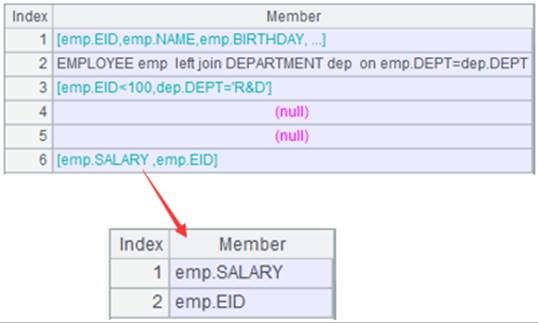 Index Member
1 [emp.EID,emp.NAME,emp.BIRTHDAY, ...]
2 EMPLOYEE emp  left join DEPARTMENT dep  on emp.DEPT=dep.DEPT
3 [emp.EID<100,dep.DEPT='R&D']
4 (null)
5 (null)
6 [emp.SALARY ,emp.EID]
Index Member
1 emp.SALARY
2 emp.EID